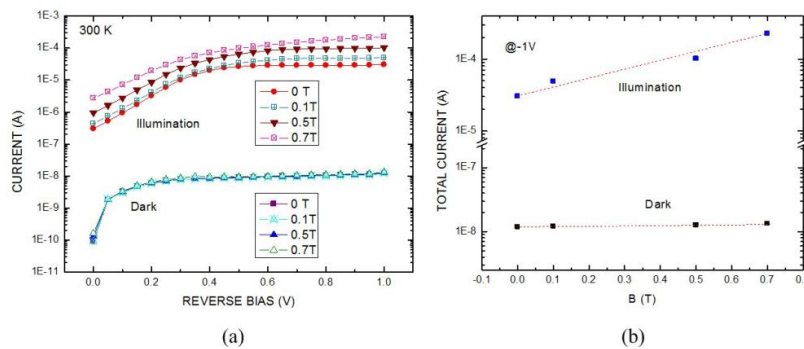 300 K
1E-3
1E-4
1E-5
1E-6
1E-7
1E-8
1E-9
1E-10
1E-11
CURRENT (A)
Illumination
0 T
0.1T
0.5T
0.7T
Dark
0 T
0.1T
0.5T
0.7T
0.0 0.2 0.4 0.6 0.8 1.0
REVERSE BIAS (V)
(a)
@-1V
1E-4
1E-5
1E-8
TOTAL CURRENT (A)
Illumination
Dark
-0.1 0.0 0.1 0.2 0.3 0.4 0.5 0.6 0.7
B (T)
(b)